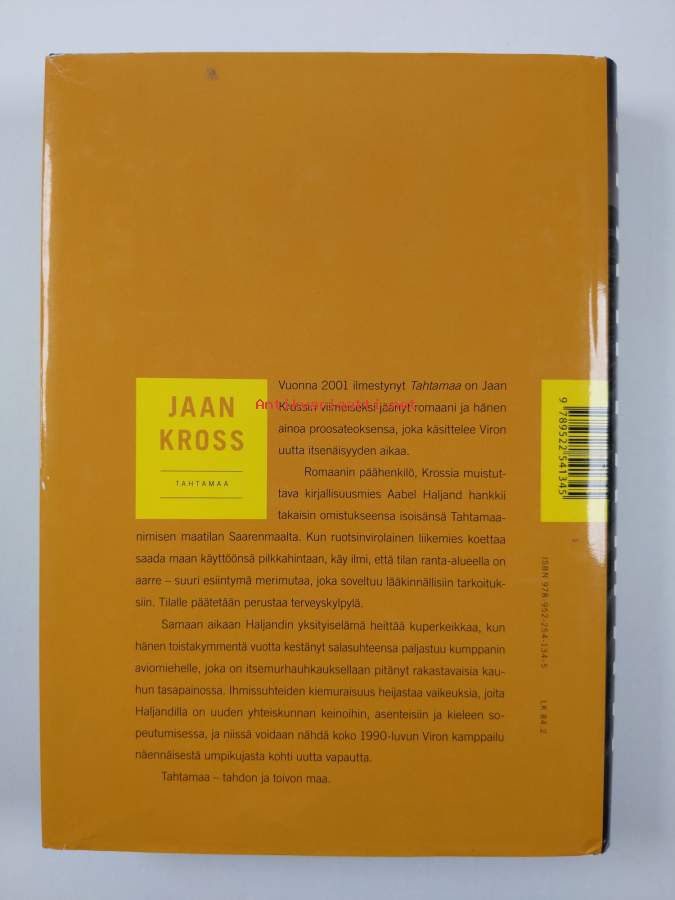 JAAN
KROSS
TAHTAMAA
Vuonna 2001 ilmestynyt Tahtamaa on Jaan
Krossin viimeiseksi jäänyt romaani ja hänen
ainoa proosateoksensa, joka käsittelee Viron
uutta itsenäisyyden aikaa.
Romaanin päähenkilö, Krossia muistut-
tava kirjallisuusmies Aabel Haljand hankkii
takaisin omistukseensa isoisänsä Tahtamaa-
nimisen maatilan Saarenmaalta. Kun ruotsinvirolainen liikemies koettaa
saada maan käyttöönsä pilkkahintaan, käy ilmi, että tilan ranta-alueella on
aarre – suuri esiintymä merimutaa, joka soveltuu lääkinnällisiin tarkoituk-
siin. Tilalle päätetään perustaa terveyskylpylä.
Samaan aikaan Haljandin yksityiselämä heittää kuperkeikkaa, kun
hänen toistakymmentä vuotta kestänyt salasuhteensa paljastuu kumppanin
aviomiehelle, joka on itsemurhauhkauksellaan pitänyt rakastavaisia kau-
hun tasapainossa. Ihmissuhteiden kiemuraisuus heijastaa vaikeuksia, joita
Haljandilla on uuden yhteiskunnan keinoihin, asenteisiin ja kieleen so-
peutumisessa, ja niissä voidaan nähdä koko 1990-luvun Viron kamppailu
näennäisestä umpikujasta kohti uutta vapautta.
Tahtamaa – tahdon ja toivon maa.
Antikvariaatti.net
9 789522 541345
ISBN 978-952-254-134-5
LK 84.2